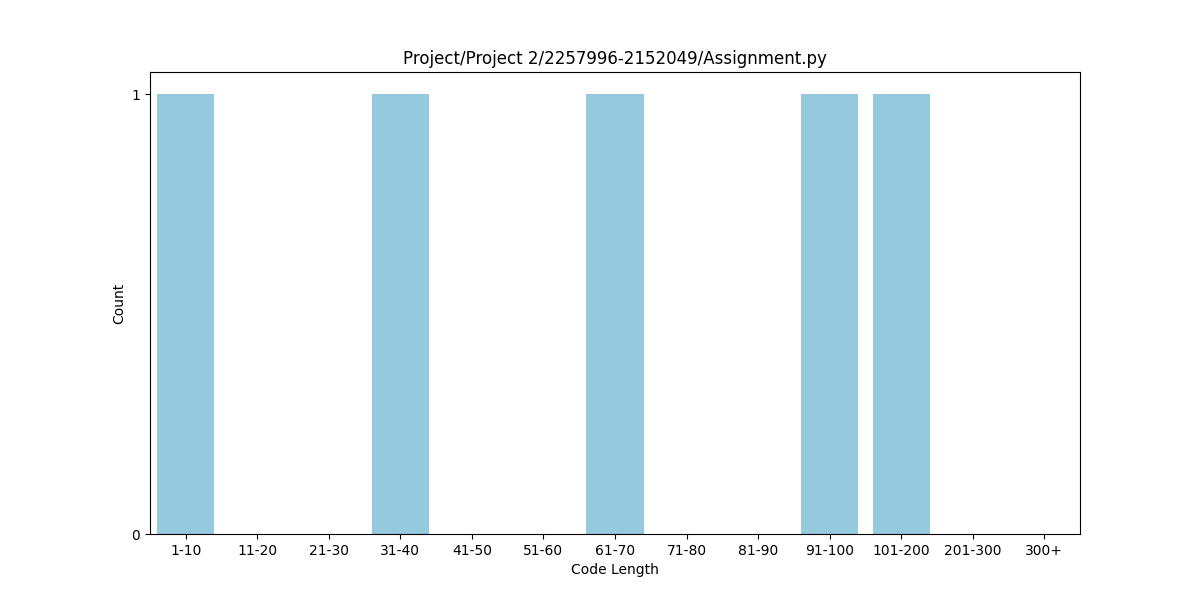 Project/Project 2/2257996-2152049/Assignment.py
1
Count
0
1-10 11-20 21-30 31-40 41-50 51-60 61-70 71-80 81-90 91-100 101-200 201-300 300+
Code Length